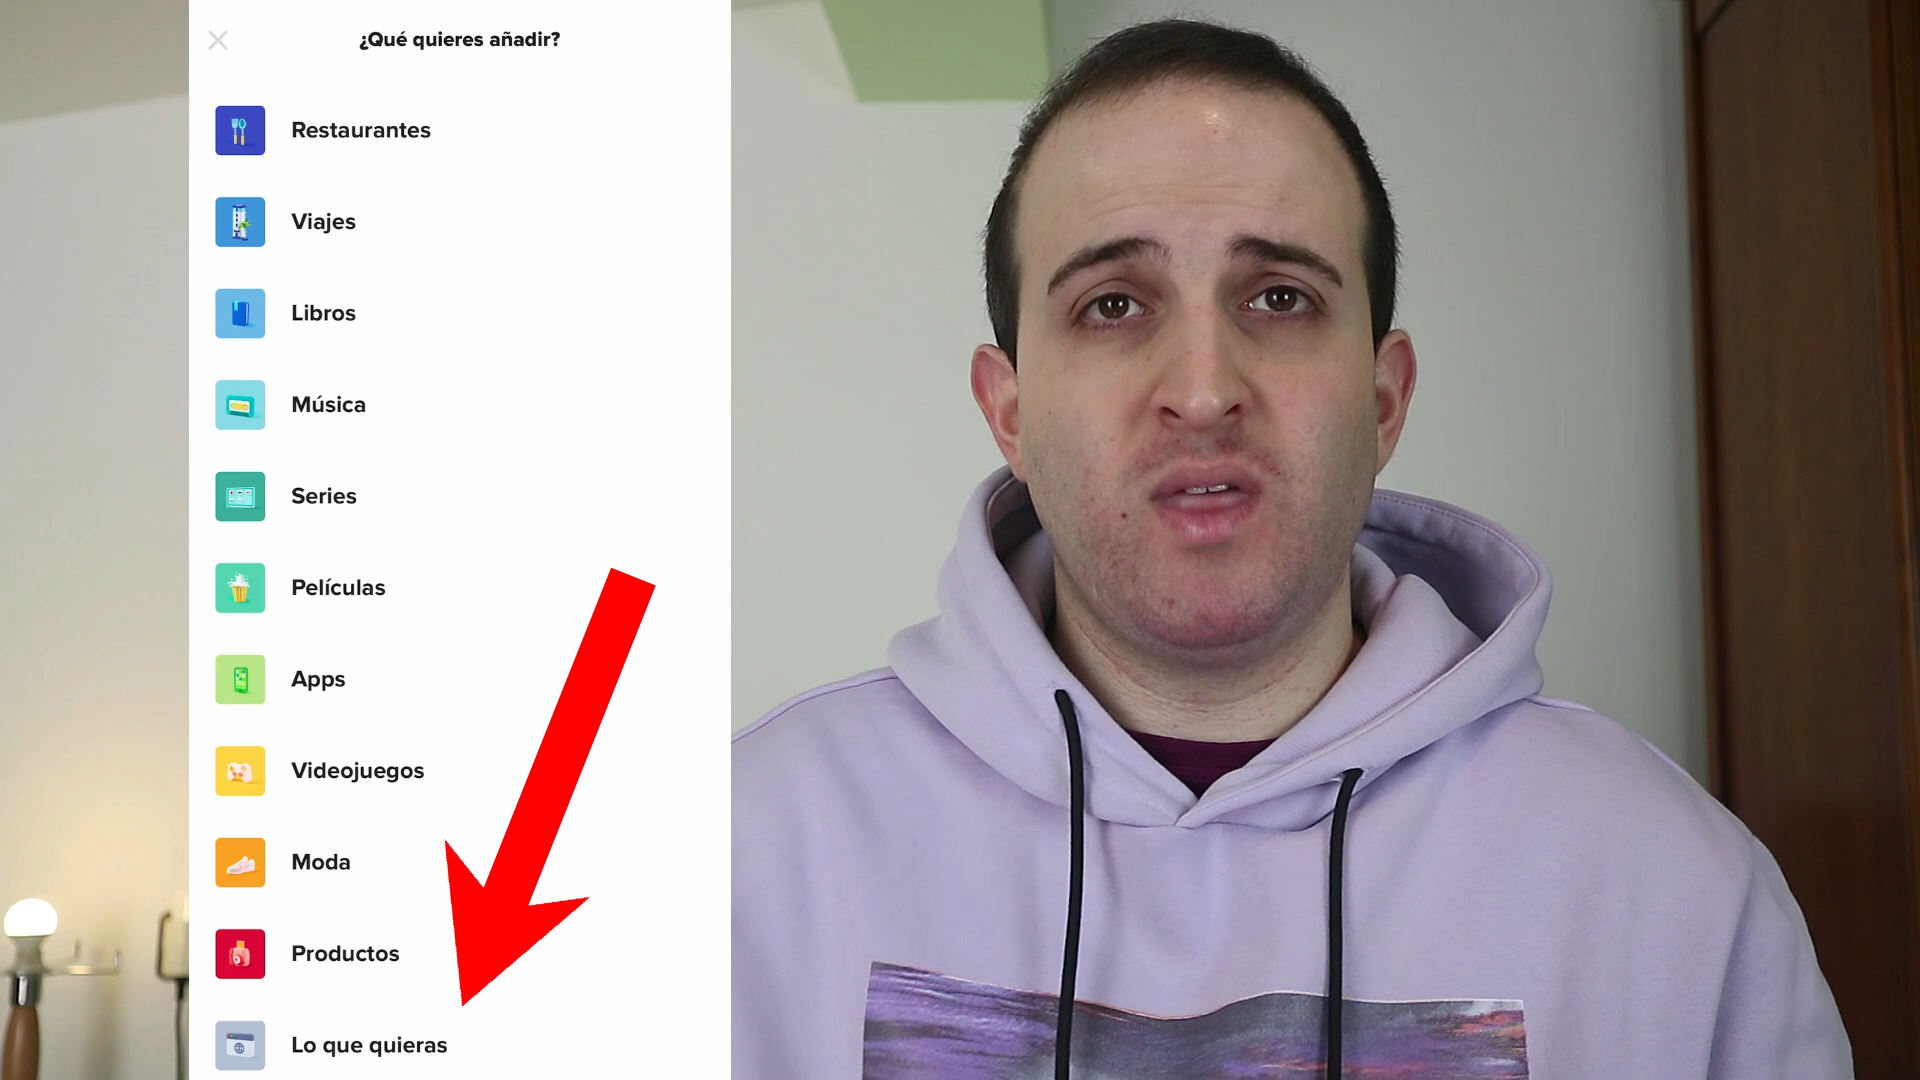 ¿Qué quieres añadir?
Restaurantes
Viajes
Libros
Música
Series
Películas
Apps
Videojuegos
Moda
Productos
Lo que quieras